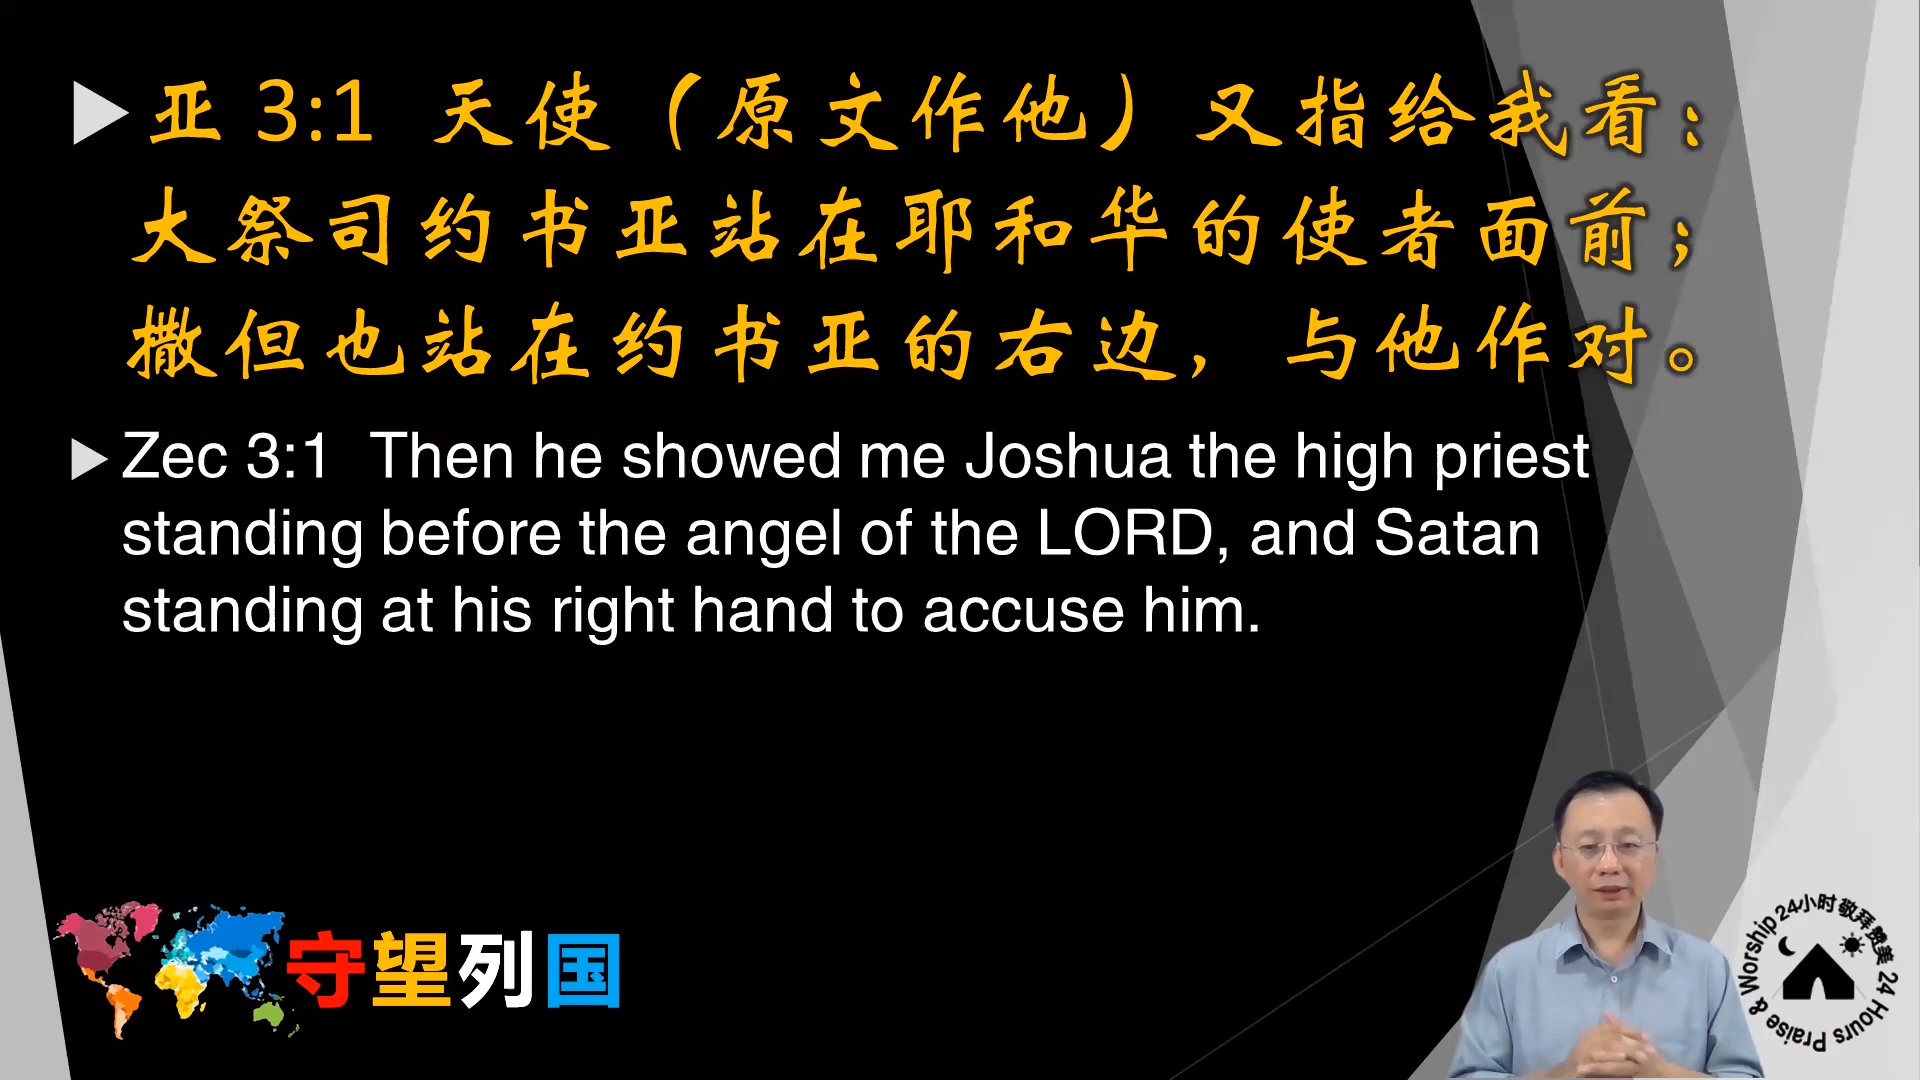 亚 3:1 天使（原文作他）又指给我看：
大祭司约书亚站在耶和华的使者面前；
撒但也站在约书亚的右边，与他作对。
Zec 3:1 Then he showed me Joshua the high priest
standing before the angel of the LORD, and Satan
standing at his right hand to accuse him.
守望列国
24小时敬拜赞美 24 Hours Praise & Worship